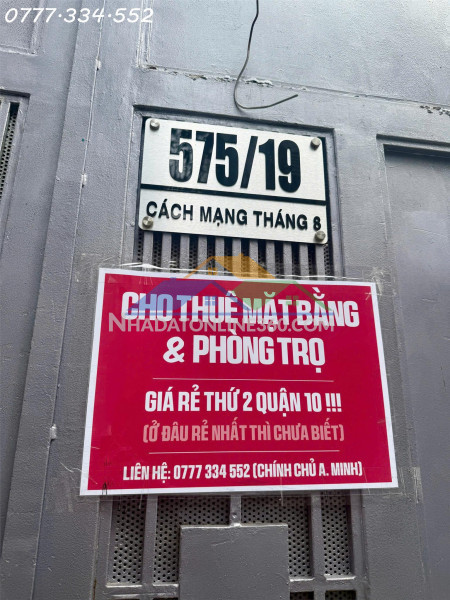 0777·334·552
575/19
CÁCH MẠNG THÁNG 8
CHO THUÊ MẶT BẰNG
NHADATONLINE360.COM
& PHÒNG TRỌ
GIÁ RẺ THỨ 2 QUẬN 10 !!!
(Ở ĐÂU RẺ NHẤT THÌ CHƯA BIẾT)
LIÊN HỆ: 0777 334 552 (CHÍNH CHỦ A. MINH)